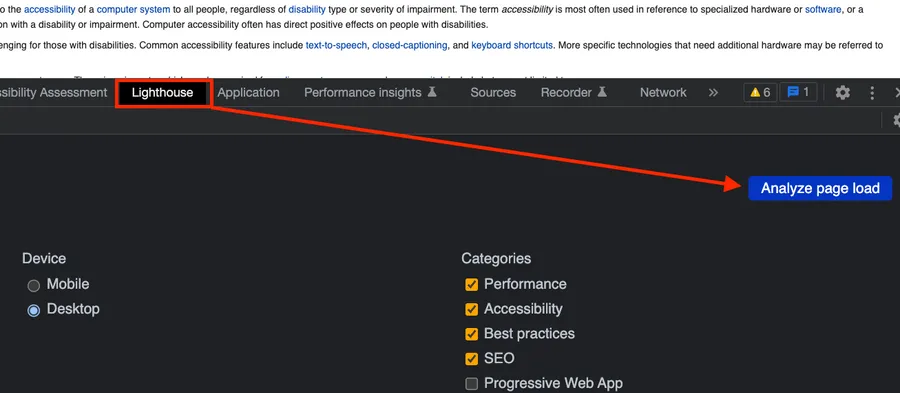 o the accessibility of a computer system to all people, regardless of disability type or severity of impairment. The term accessibility is most often used in reference to specialized hardware or software, or a
on with a disability or impairment. Computer accessibility often has direct positive effects on people with disabilities.
enging for those with disabilities. Common accessibility features include text-to-speech, closed-captioning, and keyboard shortcuts. More specific technologies that need additional hardware may be referred to
sibility Assessment Lighthouse Application Performance insights Sources Recorder Network » 6 1
Analyze page load
Device Categories
Mobile Performance
Desktop Accessibility
Best practices
SEO
Progressive Web App